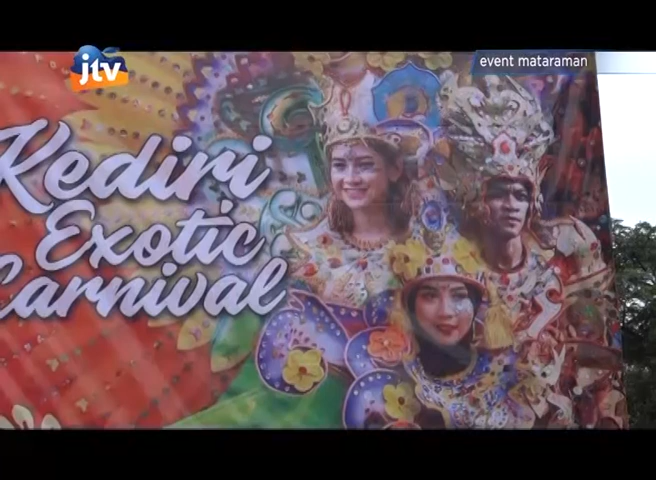 jtv
event mataraman
Kediri
Exotic
Carnival